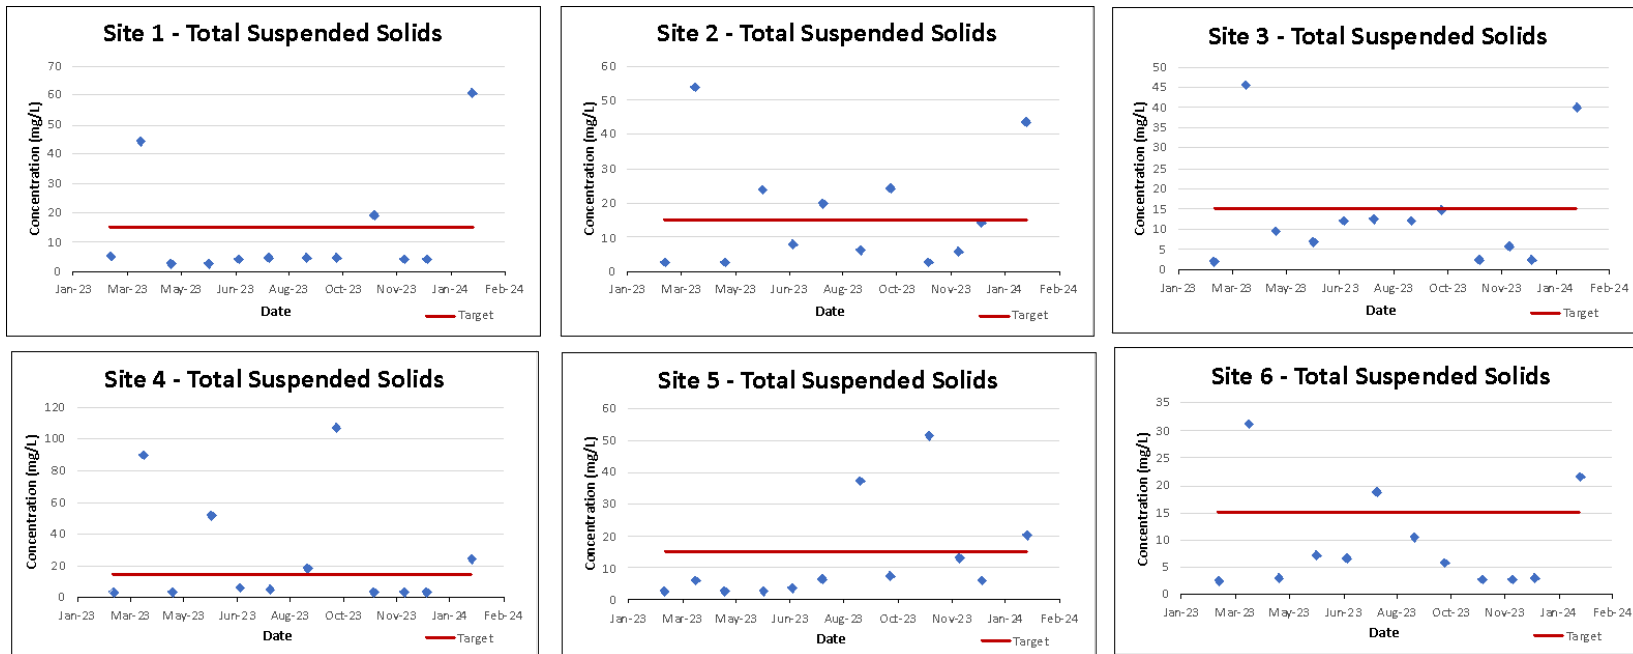 Site 1 - Total Suspended Solids
70
60
50
40
30
20
10
0
Concentration (mg/L)
Jan-23 Mar-23 May-23 Jun-23 Aug-23 Oct-23 Nov-23 Jan-24 Feb-24
Date
Target
Site 2 - Total Suspended Solids
60
50
40
30
20
10
0
Concentration (mg/L)
Jan-23 Mar-23 May-23 Jun-23 Aug-23 Oct-23 Nov-23 Jan-24 Feb-24
Date
Target
Site 3 - Total Suspended Solids
50
45
40
35
30
25
20
15
10
5
0
Concentration (mg/L)
Jan-23 Mar-23 May-23 Jun-23 Aug-23 Oct-23 Nov-23 Jan-24 Feb-24
Date
Target
Site 4 - Total Suspended Solids
120
100
80
60
40
20
0
Concentration (mg/L)
Jan-23 Mar-23 May-23 Jun-23 Aug-23 Oct-23 Nov-23 Jan-24 Feb-24
Date
Target
Site 5 - Total Suspended Solids
60
50
40
30
20
10
0
Concentration (mg/L)
Jan-23 Mar-23 May-23 Jun-23 Aug-23 Oct-23 Nov-23 Jan-24 Feb-24
Date
Target
Site 6 - Total Suspended Solids
35
30
25
20
15
10
5
0
Concentration (mg/L)
Jan-23 Mar-23 May-23 Jun-23 Aug-23 Oct-23 Nov-23 Jan-24 Feb-24
Date
Target